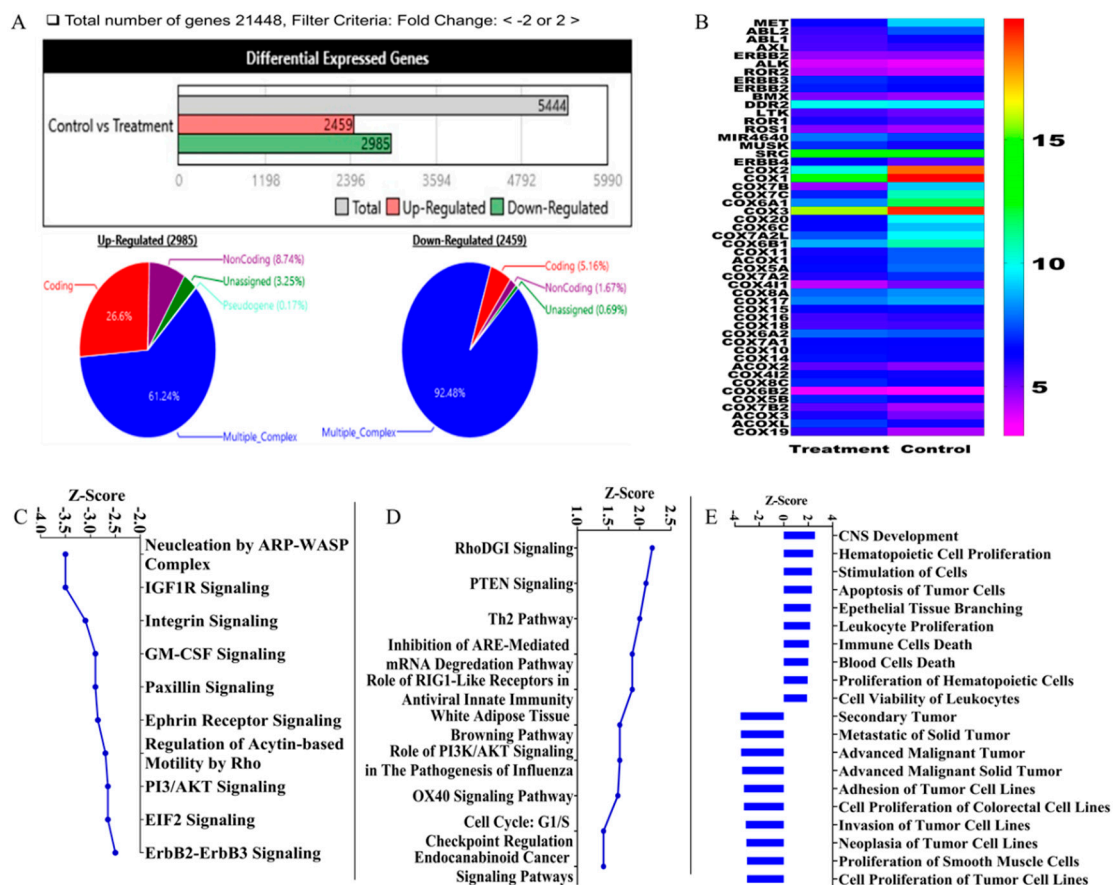 A
❑ Total number of genes 21448, Filter Criteria: Fold Change: < -2 or 2 >
Differential Expressed Genes
Control vs Treatment
5444
2459
2985
0 1198 2396 3594 4792 5990
Total Up-Regulated Down-Regulated
Up-Regulated (2985)
NonCoding (8.74%)
Unassigned (3.25%)
Pseudogene (0.17%)
Coding
26.6%
61.24%
Multiple_Complex
Down-Regulated (2459)
Coding (5.16%)
NonCoding (1.67%)
Unassigned (0.69%)
92.48%
Multiple_Complex
B
MET
ABL2
ABL1
AXL
ERBB2
ALK
ROR2
ERBB3
ERBB2
BMX
DDR2
LTK
ROR1
ROS1
MIR4640
MUSK
SRC
ERBB4
COX2
COX1
COX7B
COX7C
COX6A1
COX3
COX20
COX6C
COX7A2L
COX6B1
COX11
ACOX1
COX5A
COX7A2
COX4I1
COX8A
COX17
COX15
COX16
COX18
COX6A2
COX7A1
COX10
COX14
ACOX2
COX4I2
COX8C
COX6B2
COX5B
COX7B2
ACOX3
ACOXL
COX19
Treatment Control
15
10
5
C
Z-Score
-4.0 -3.5 -3.0 -2.5 -2.0
Neucleation by ARP-WASP
Complex
IGF1R Signaling
Integrin Signaling
GM-CSF Signaling
Paxillin Signaling
Ephrin Receptor Signaling
Regulation of Acytin-based
Motility by Rho
PI3/AKT Signaling
EIF2 Signaling
ErbB2-ErbB3 Signaling
D
Z-Score
1.0 1.5 2.0 2.5
RhoDGI Signaling
PTEN Signaling
Th2 Pathway
Inhibition of ARE-Mediated
mRNA Degredation Pathway
Role of RIG1-Like Receptors in
Antiviral Innate Immunity
White Adipose Tissue
Browning Pathway
Role of PI3K/AKT Signaling
in The Pathogenesis of Influenza
OX40 Signaling Pathway
Cell Cycle: G1/S
Checkpoint Regulation
Endocanabinoid Cancer
Signaling Patways
E
Z-Score
-4 -2 0 2 4
CNS Development
Hematopoietic Cell Proliferation
Stimulation of Cells
Apoptosis of Tumor Cells
Epethelial Tissue Branching
Leukocyte Proliferation
Immune Cells Death
Blood Cells Death
Proliferation of Hematopoietic Cells
Cell Viability of Leukocytes
Secondary Tumor
Metastatic of Solid Tumor
Advanced Malignant Tumor
Advanced Malignant Solid Tumor
Adhesion of Tumor Cell Lines
Cell Proliferation of Colorectal Cell Lines
Invasion of Tumor Cell Lines
Neoplasia of Tumor Cell Lines
Proliferation of Smooth Muscle Cells
Cell Proliferation of Tumor Cell Lines